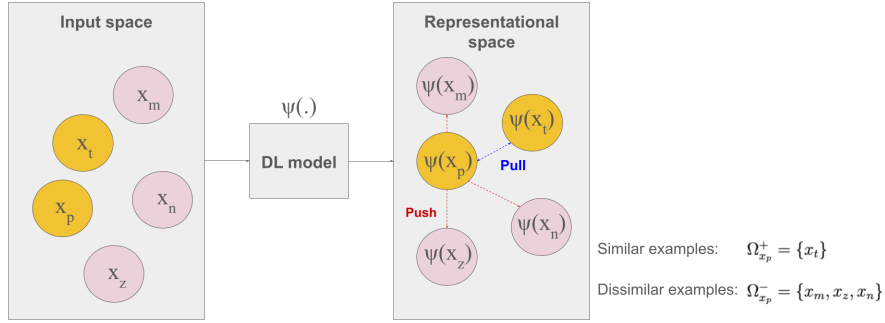 Input space
x_m
x_t
x_p
x_n
x_z
ψ(.)
DL model
Representational
space
ψ(x_m)
ψ(x_t)
ψ(x_p)
Pull
Push
ψ(x_n)
ψ(x_z)
Similar examples: Ω⁺_{x_p} = {x_t}
Dissimilar examples: Ω⁻_{x_p} = {x_m, x_z, x_n}